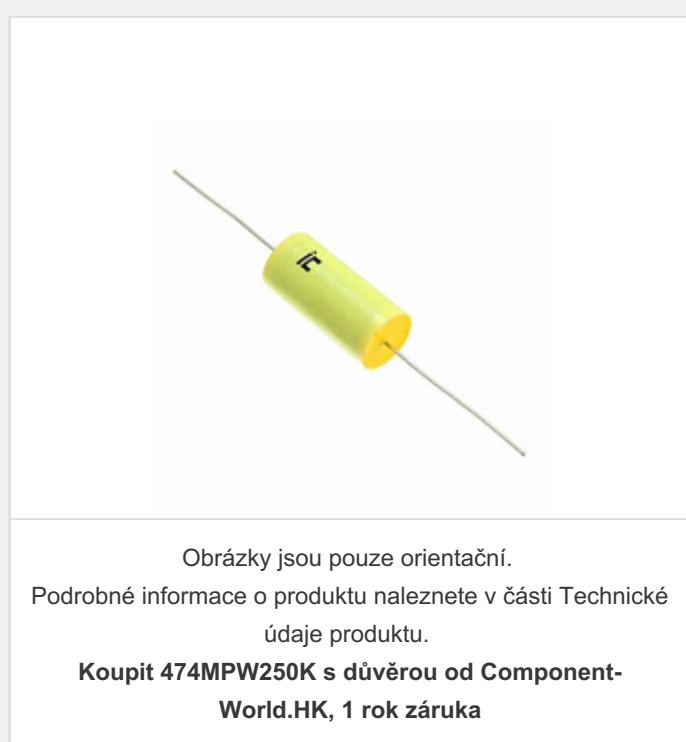 Obrázky jsou pouze orientační.
Podrobné informace o produktu naleznete v části Technické
údaje produktu.
Koupit 474MPW250K s důvěrou od Component-
World.HK, 1 rok záruka